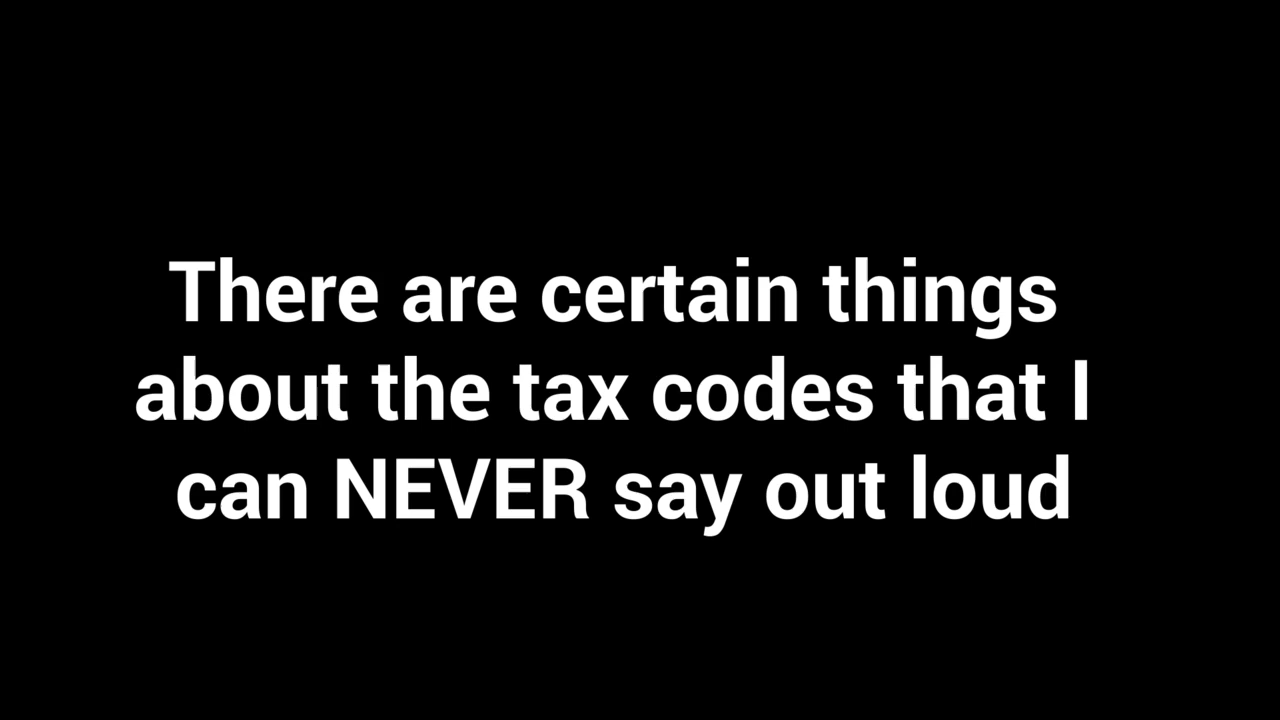 There are certain things
about the tax codes that I
can NEVER say out loud